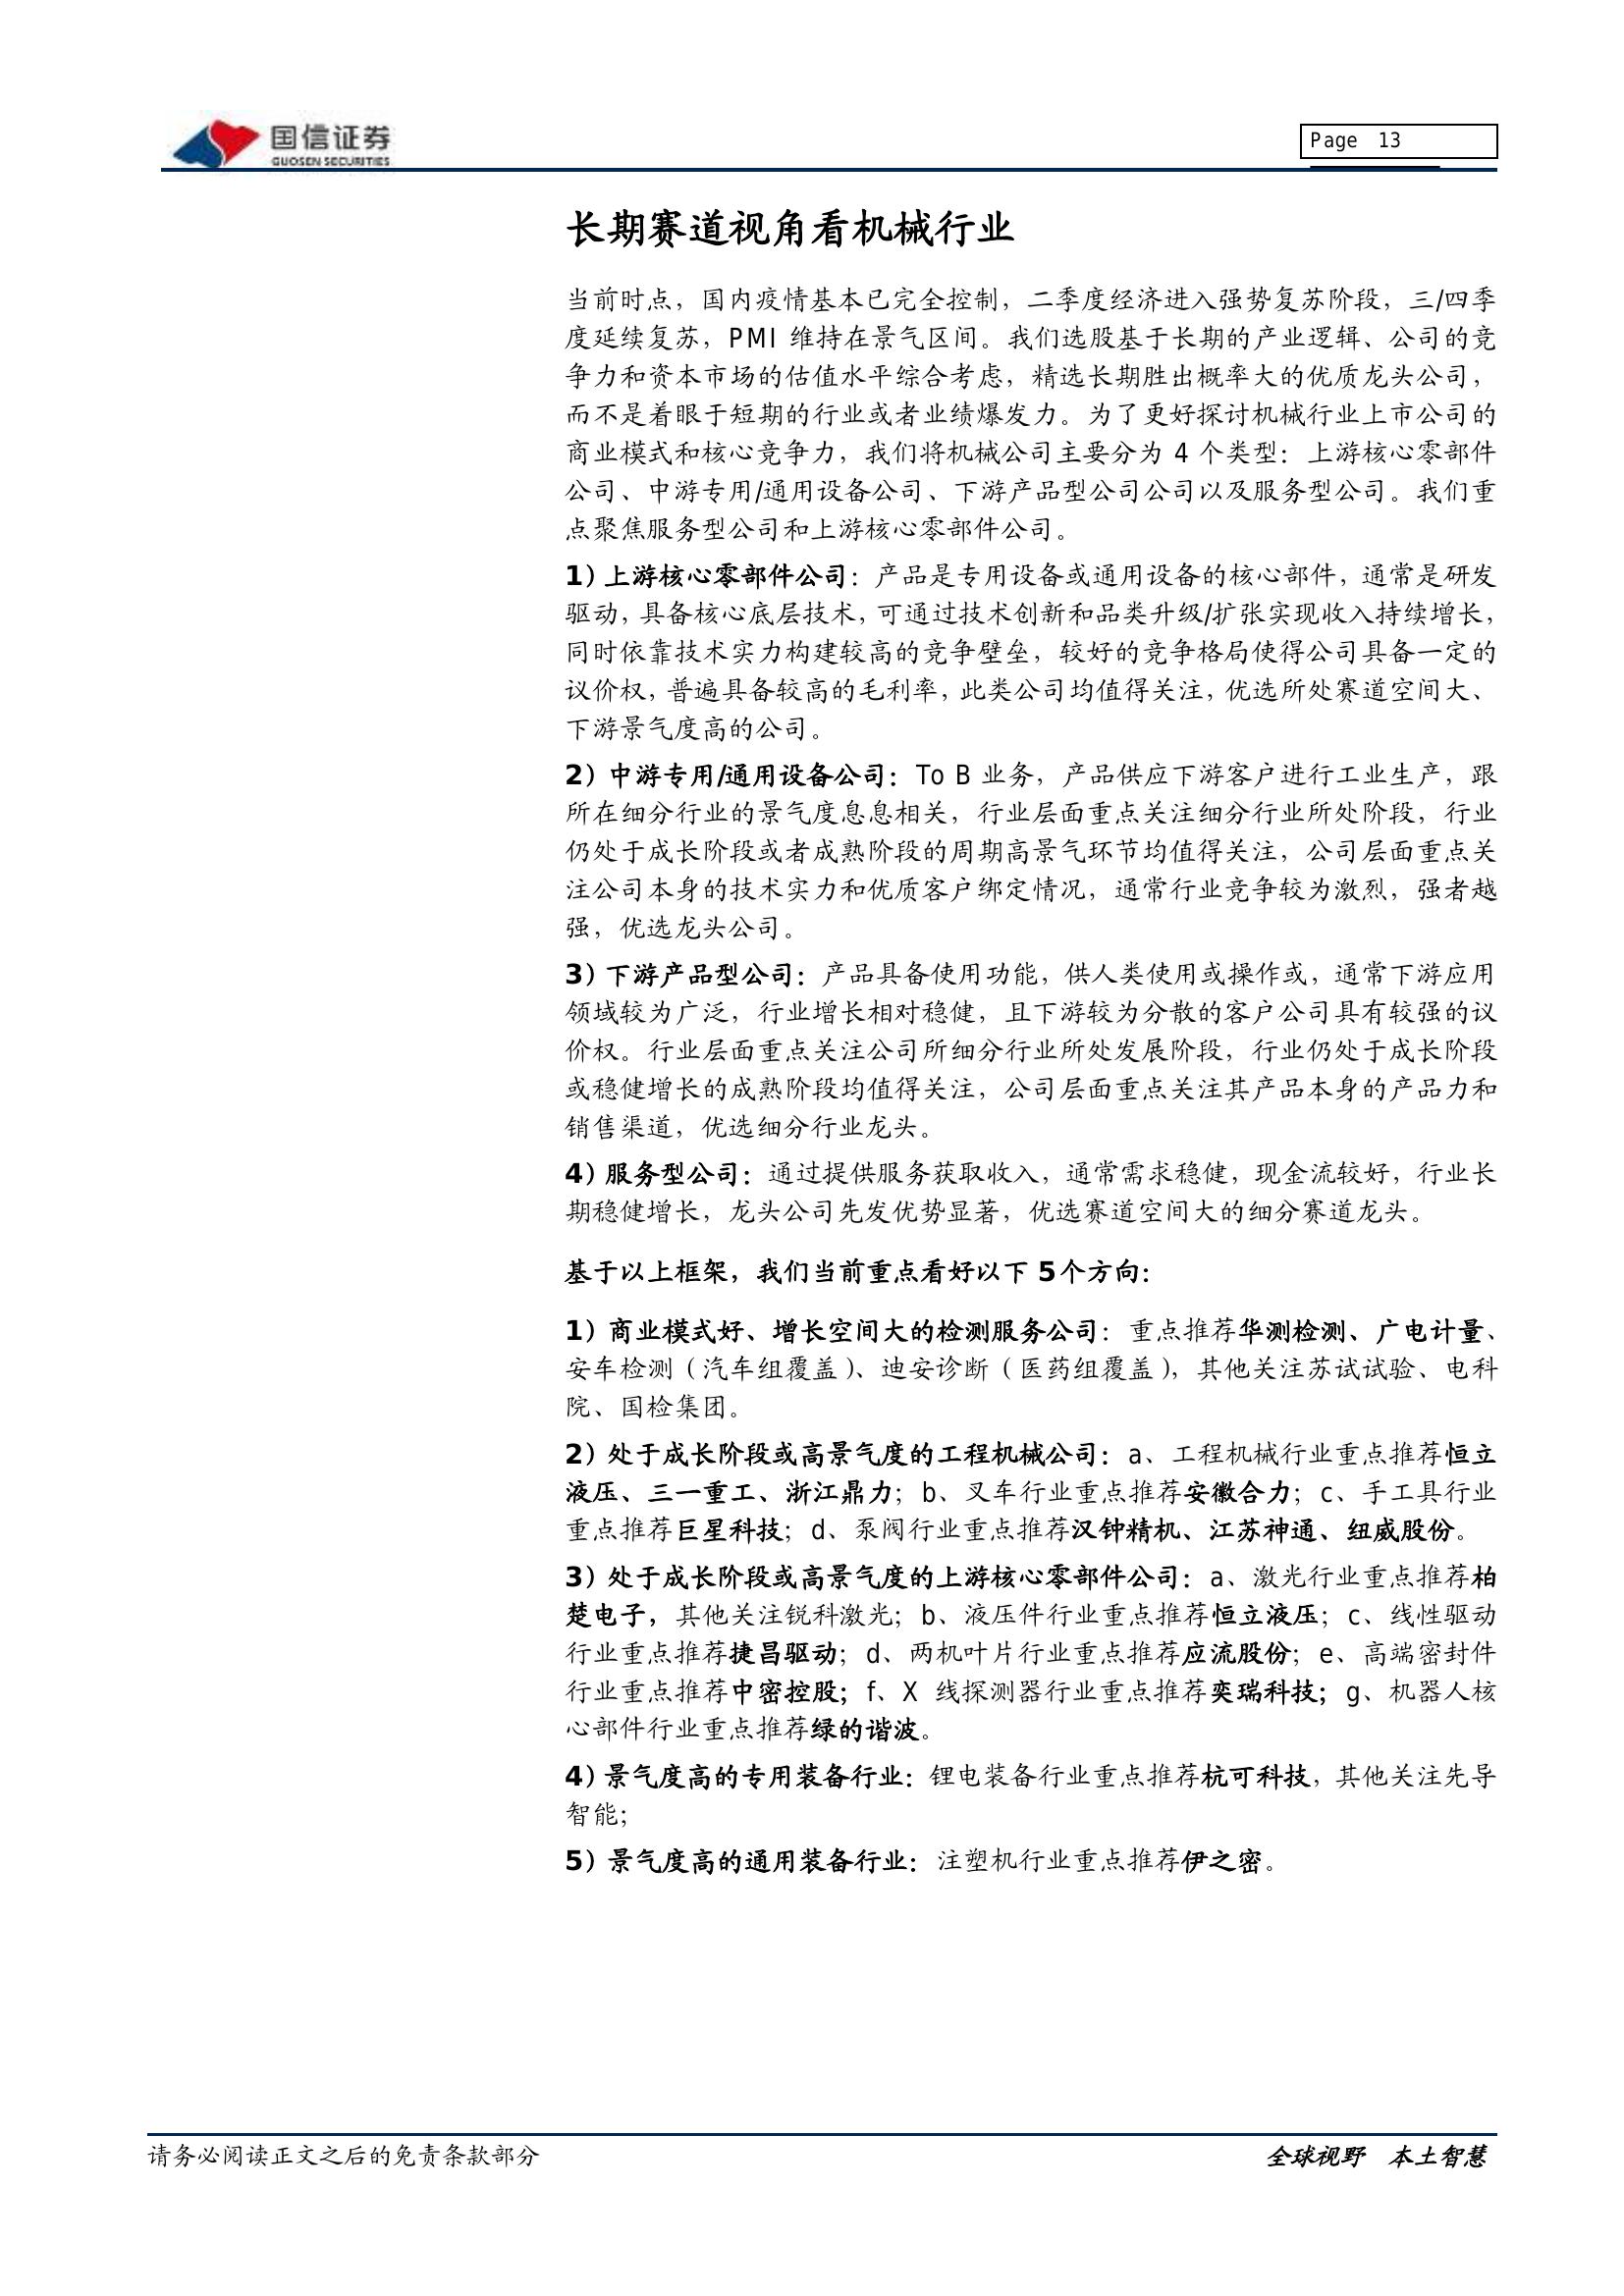 国信证券
GUOSEN SECURITIES
Page 13
长期赛道视角看机械行业
当前时点，国内疫情基本已完全控制，二季度经济进入强势复苏阶段，三/四季
度延续复苏，PMI 维持在景气区间。我们选股基于长期的产业逻辑、公司的竞
争力和资本市场的估值水平综合考虑，精选长期胜出概率大的优质龙头公司，
而不是着眼于短期的行业或者业绩爆发力。为了更好探讨机械行业上市公司的
商业模式和核心竞争力，我们将机械公司主要分为 4 个类型：上游核心零部件
公司、中游专用/通用设备公司、下游产品型公司公司以及服务型公司。我们重
点聚焦服务型公司和上游核心零部件公司。
1）上游核心零部件公司：产品是专用设备或通用设备的核心部件，通常是研发
驱动，具备核心底层技术，可通过技术创新和品类升级/扩张实现收入持续增长，
同时依靠技术实力构建较高的竞争壁垒，较好的竞争格局使得公司具备一定的
议价权，普遍具备较高的毛利率，此类公司均值得关注，优选所处赛道空间大、
下游景气度高的公司。
2）中游专用/通用设备公司：To B 业务，产品供应下游客户进行工业生产，跟
所在细分行业的景气度息息相关，行业层面重点关注细分行业所处阶段，行业
仍处于成长阶段或者成熟阶段的周期高景气环节均值得关注，公司层面重点关
注公司本身的技术实力和优质客户绑定情况，通常行业竞争较为激烈，强者越
强，优选龙头公司。
3）下游产品型公司：产品具备使用功能，供人类使用或操作或，通常下游应用
领域较为广泛，行业增长相对稳健，且下游较为分散的客户公司具有较强的议
价权。行业层面重点关注公司所细分行业所处发展阶段，行业仍处于成长阶段
或稳健增长的成熟阶段均值得关注，公司层面重点关注其产品本身的产品力和
销售渠道，优选细分行业龙头。
4）服务型公司：通过提供服务获取收入，通常需求稳健，现金流较好，行业长
期稳健增长，龙头公司先发优势显著，优选赛道空间大的细分赛道龙头。
基于以上框架，我们当前重点看好以下 5个方向：
1）商业模式好、增长空间大的检测服务公司：重点推荐华测检测、广电计量、
安车检测（汽车组覆盖）、迪安诊断（医药组覆盖），其他关注苏试试验、电科
院、国检集团。
2）处于成长阶段或高景气度的工程机械公司：a、工程机械行业重点推荐恒立
液压、三一重工、浙江鼎力；b、叉车行业重点推荐安徽合力；c、手工具行业
重点推荐巨星科技；d、泵阀行业重点推荐汉钟精机、江苏神通、纽威股份。
3）处于成长阶段或高景气度的上游核心零部件公司：a、激光行业重点推荐柏
楚电子，其他关注锐科激光；b、液压件行业重点推荐恒立液压；c、线性驱动
行业重点推荐捷昌驱动；d、两机叶片行业重点推荐应流股份；e、高端密封件
行业重点推荐中密控股；f、X 线探测器行业重点推荐奕瑞科技；g、机器人核
心部件行业重点推荐绿的谐波。
4）景气度高的专用装备行业：锂电装备行业重点推荐杭可科技，其他关注先导
智能；
5）景气度高的通用装备行业：注塑机行业重点推荐伊之密。
请务必阅读正文之后的免责条款部分
全球视野 本土智慧